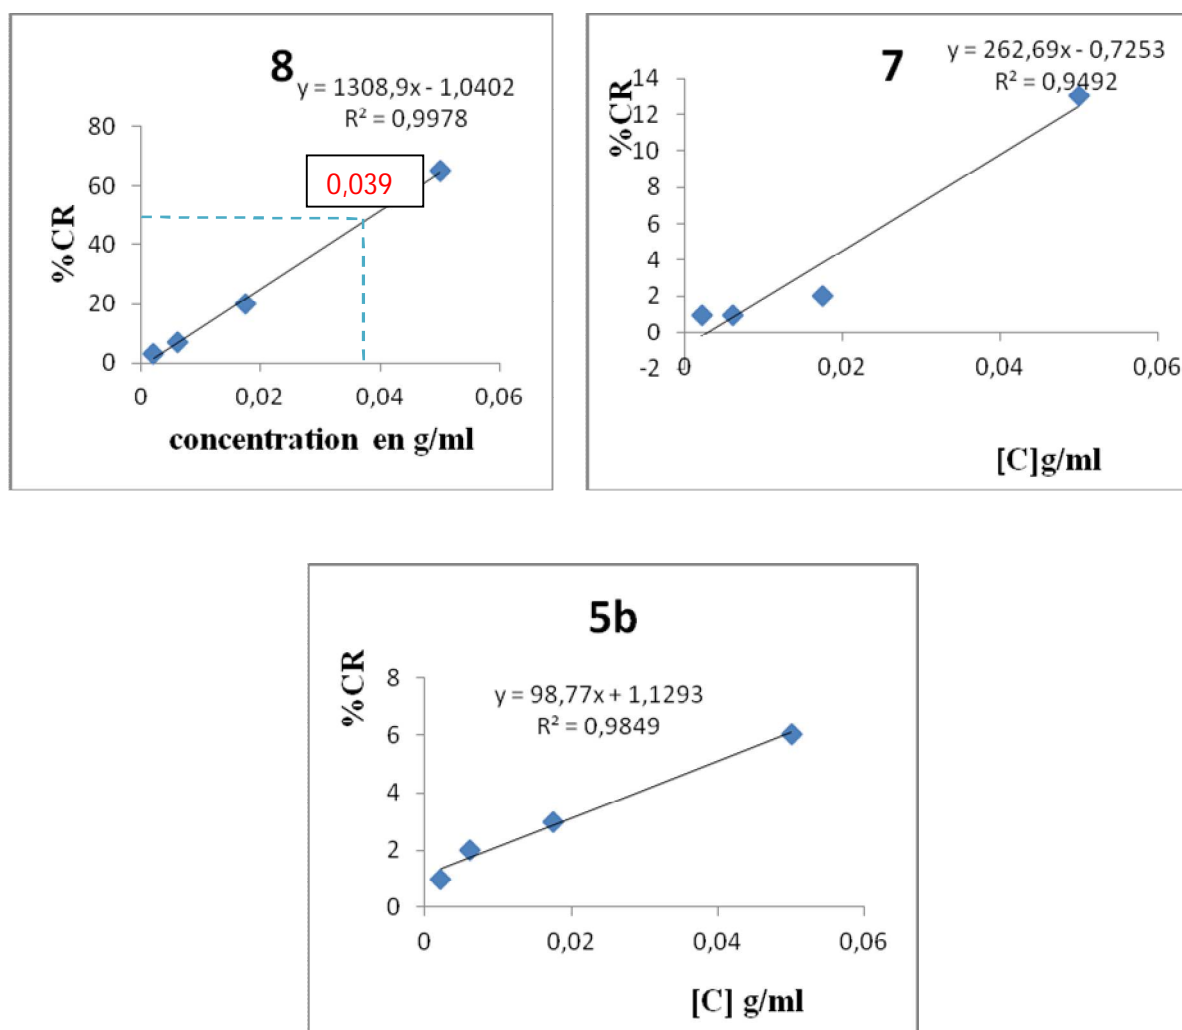 8
y = 1308,9x - 1,0402
R² = 0,9978
%CR
80
60
40
20
0
0,039
0
0,02
0,04
0,06
concentration en g/ml
7
y = 262,69x - 0,7253
R² = 0,9492
%CR
14
12
10
8
6
4
2
0
-2
0
0,02
0,04
0,06
[C]g/ml
5b
y = 98,77x + 1,1293
R² = 0,9849
%CR
8
6
4
2
0
0
0,02
0,04
0,06
[C] g/ml